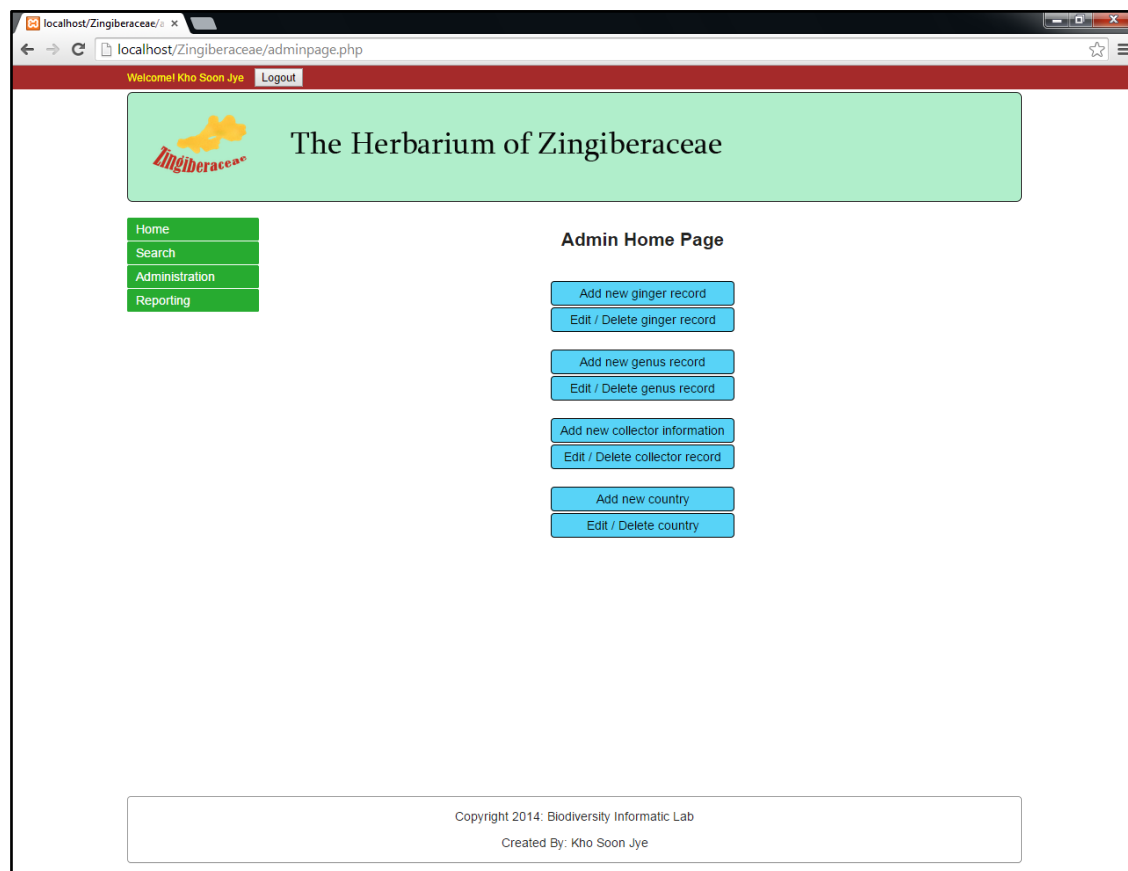 localhost/Zingiberaceae/a
localhost/Zingiberaceae/adminpage.php
Welcome! Kho Soon Jye Logout
Zingiberaceae
The Herbarium of Zingiberaceae
Home
Search
Administration
Reporting
Admin Home Page
Add new ginger record
Edit / Delete ginger record
Add new genus record
Edit / Delete genus record
Add new collector information
Edit / Delete collector record
Add new country
Edit / Delete country
Copyright 2014: Biodiversity Informatic Lab
Created By: Kho Soon Jye